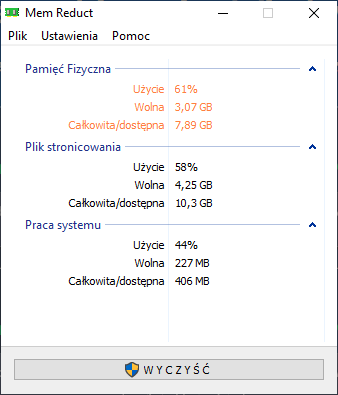 Mem Reduct
Plik Ustawienia Pomoc
Pamięć Fizyczna
Użycie 61%
Wolna 3,07 GB
Całkowita/dostępna 7,89 GB
Plik stronicowania
Użycie 58%
Wolna 4,25 GB
Całkowita/dostępna 10,3 GB
Praca systemu
Użycie 44%
Wolna 227 MB
Całkowita/dostępna 406 MB
WYCZYŚĆ